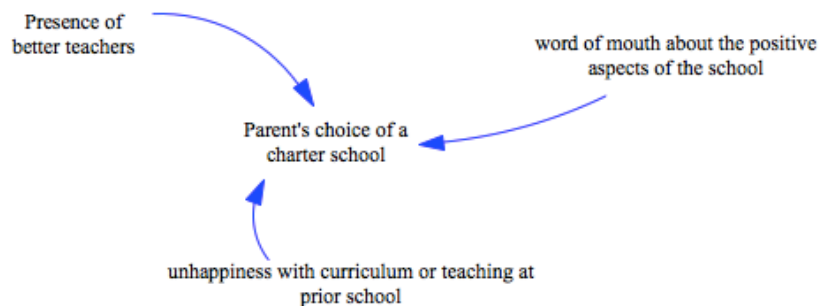 Presence of
better teachers
word of mouth about the positive
aspects of the school
Parent's choice of a
charter school
unhappiness with curriculum or teaching at
prior school